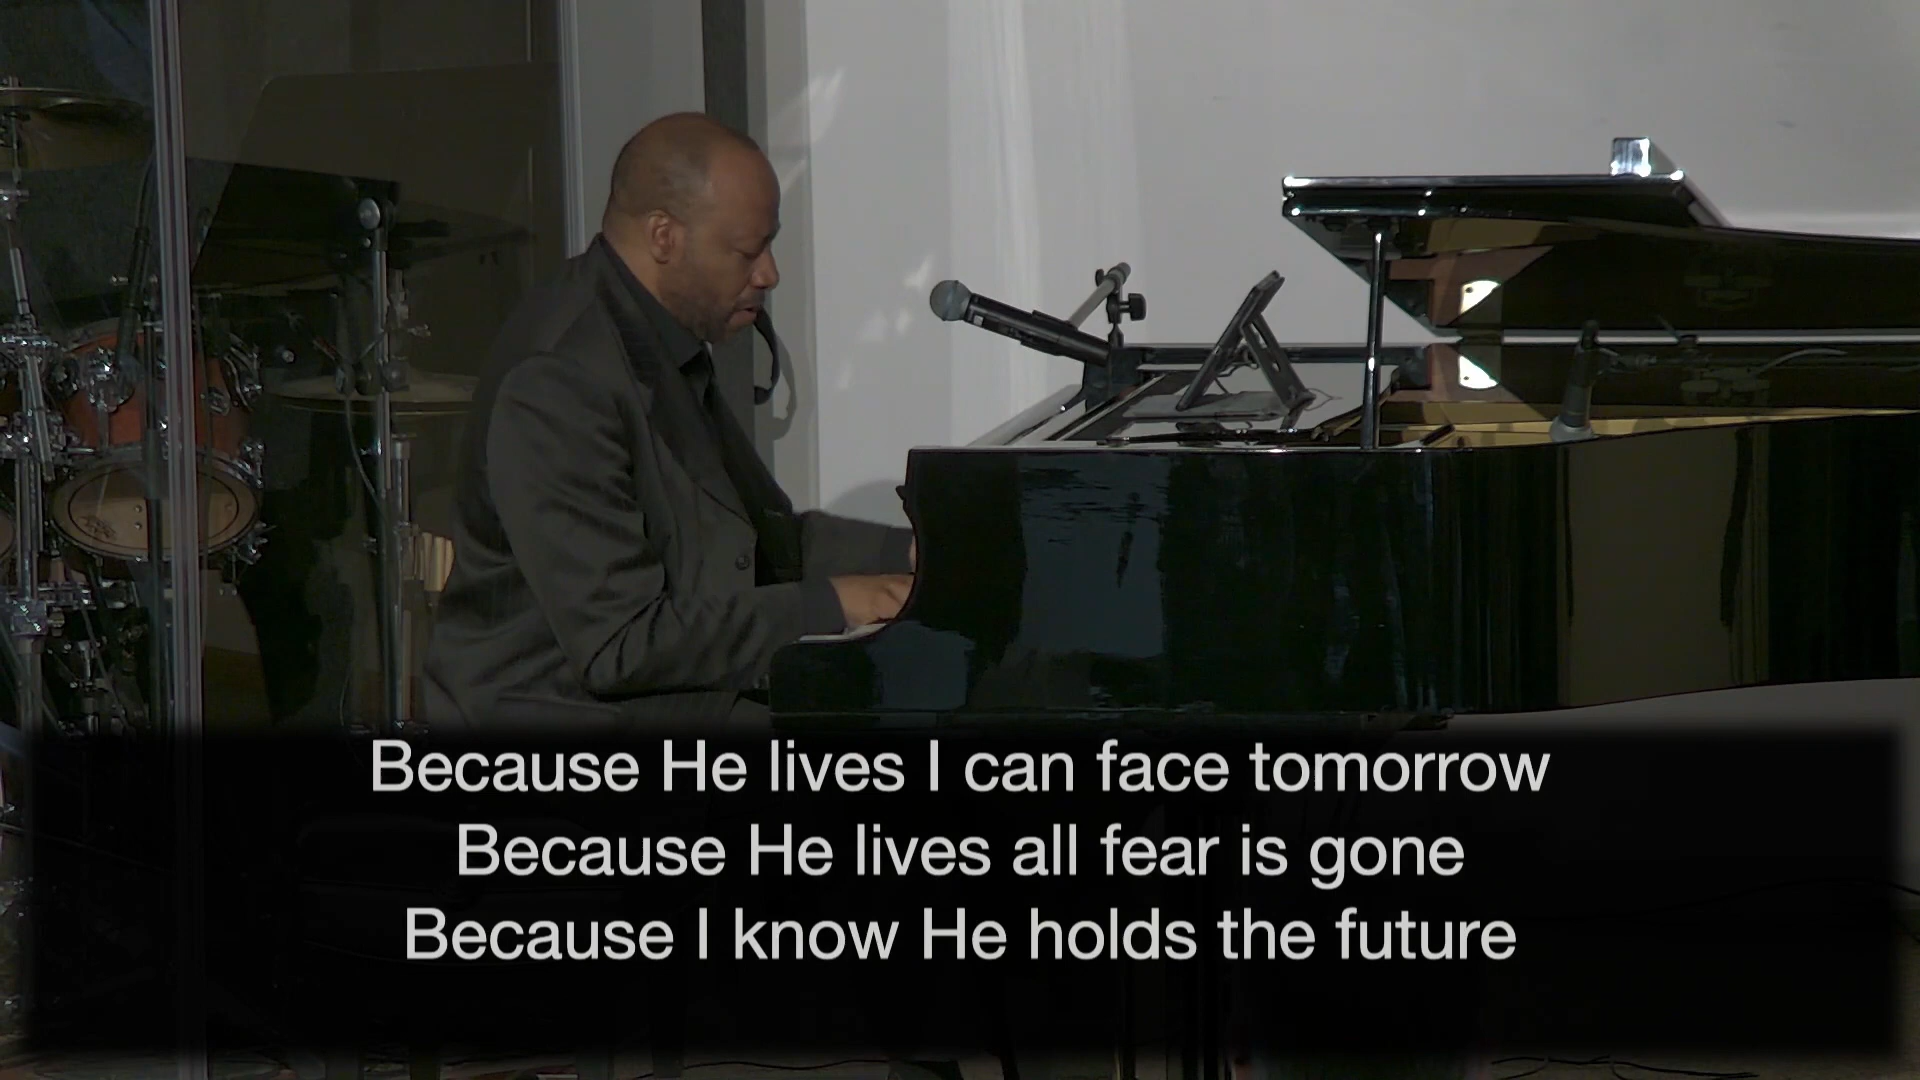 Because He lives I can face tomorrow
Because He lives all fear is gone
Because I know He holds the future